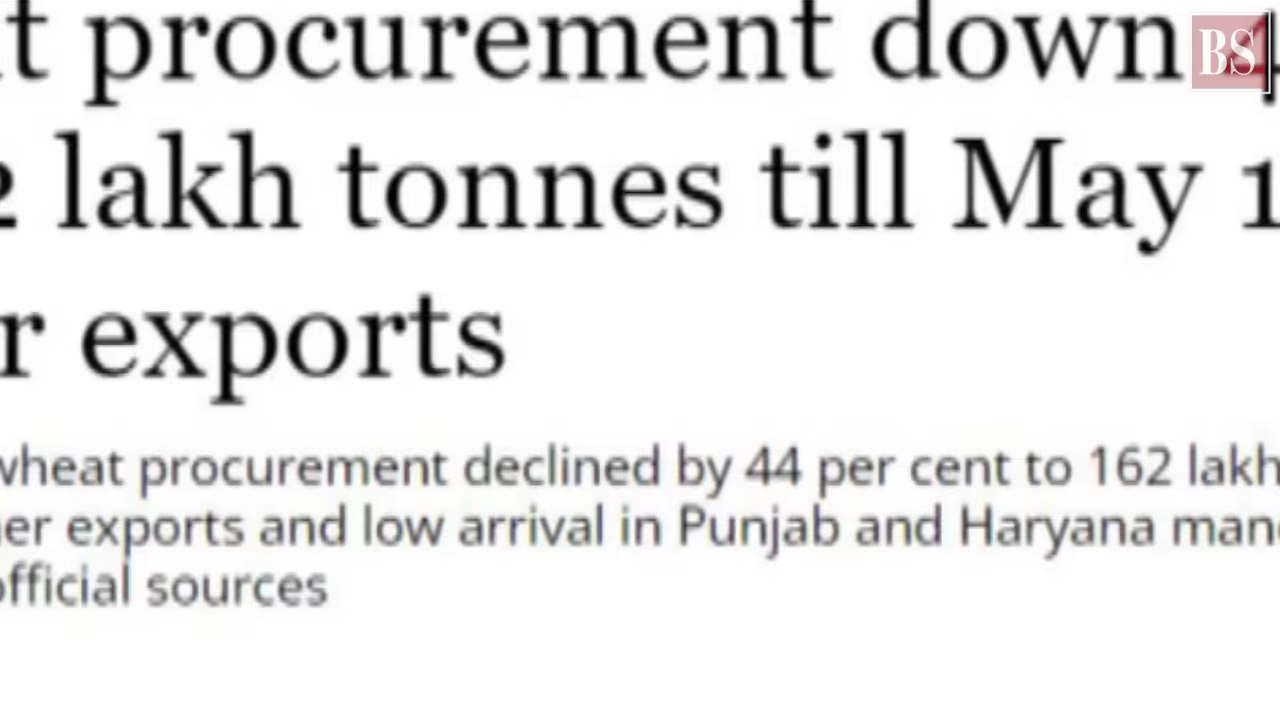 procurement down
BS
lakh tonnes till May
exports
wheat procurement declined by 44 per cent to 162 lakh
exports and low arrival in Punjab and Haryana
official sources